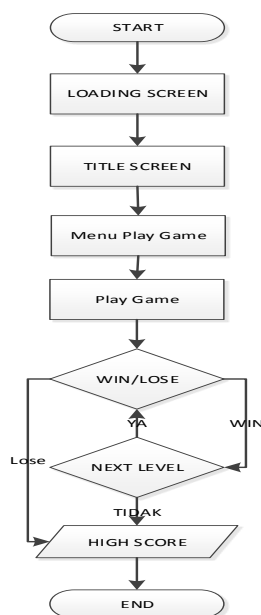 START
LOADING SCREEN
TITLE SCREEN
Menu Play Game
Play Game
WIN/LOSE
YA
WIN
Lose
NEXT LEVEL
TIDAK
HIGH SCORE
END